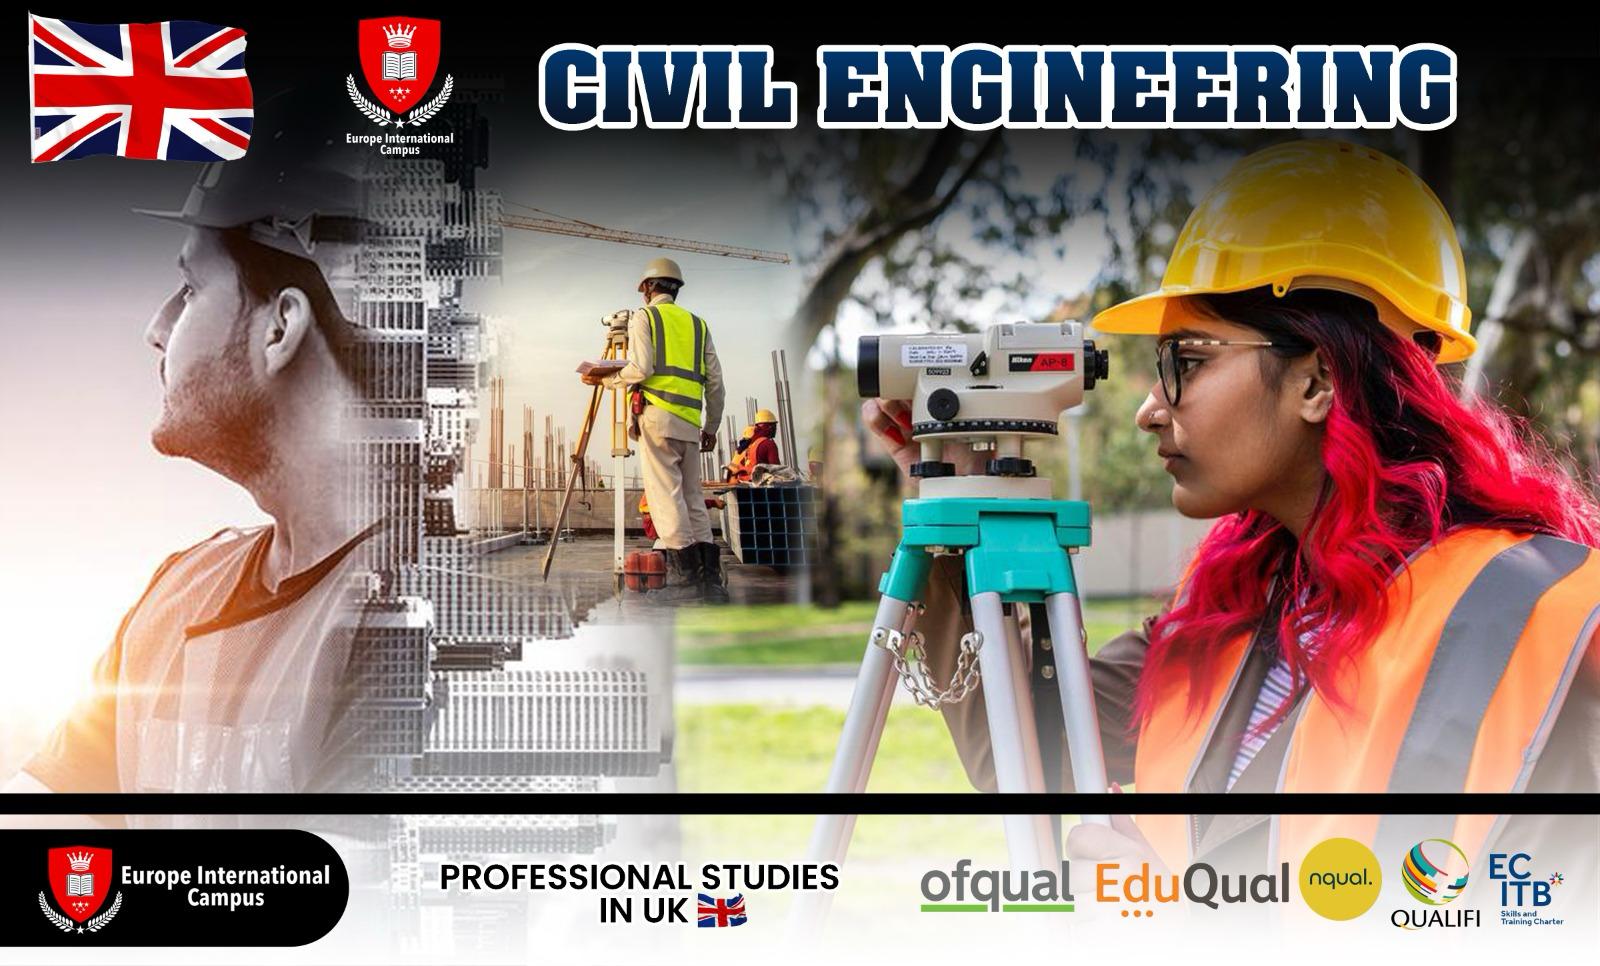 CIVIL ENGINEERING
Europe International
Campus
Nikon AP-8
Europe International
Campus
PROFESSIONAL STUDIES
IN UK
ofqual
EduQual
nqual.
QUALIFI
EC
ITB
Skills and
Training Charter